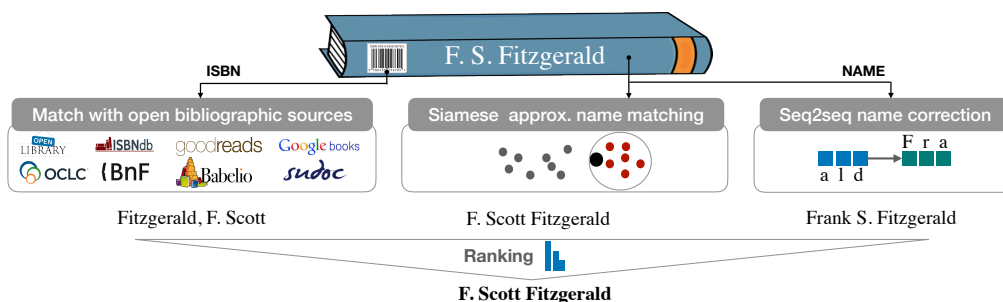 F. S. Fitzgerald
ISBN
NAME
Match with open bibliographic sources
Siamese approx. name matching
Seq2seq name correction
OPEN LIBRARY
ISBNdb
goodreads
Google books
OCLC
BnF
Babelio
sudoc
F r a
a l d
Fitzgerald, F. Scott
F. Scott Fitzgerald
Frank S. Fitzgerald
Ranking
F. Scott Fitzgerald